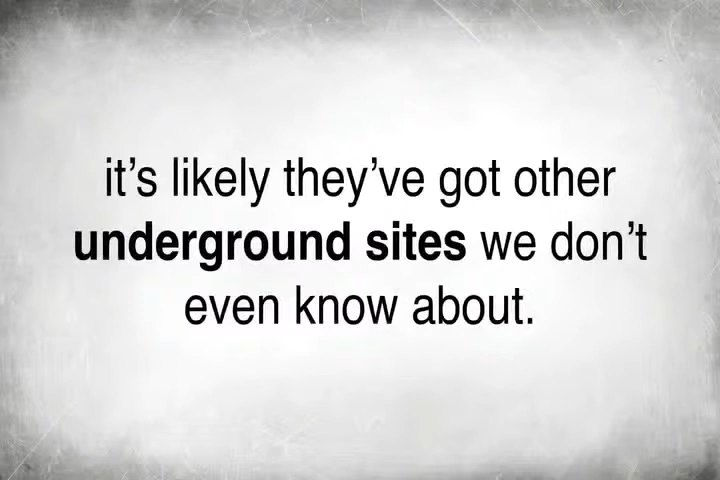 it’s likely they’ve got other
underground sites we don’t
even know about.